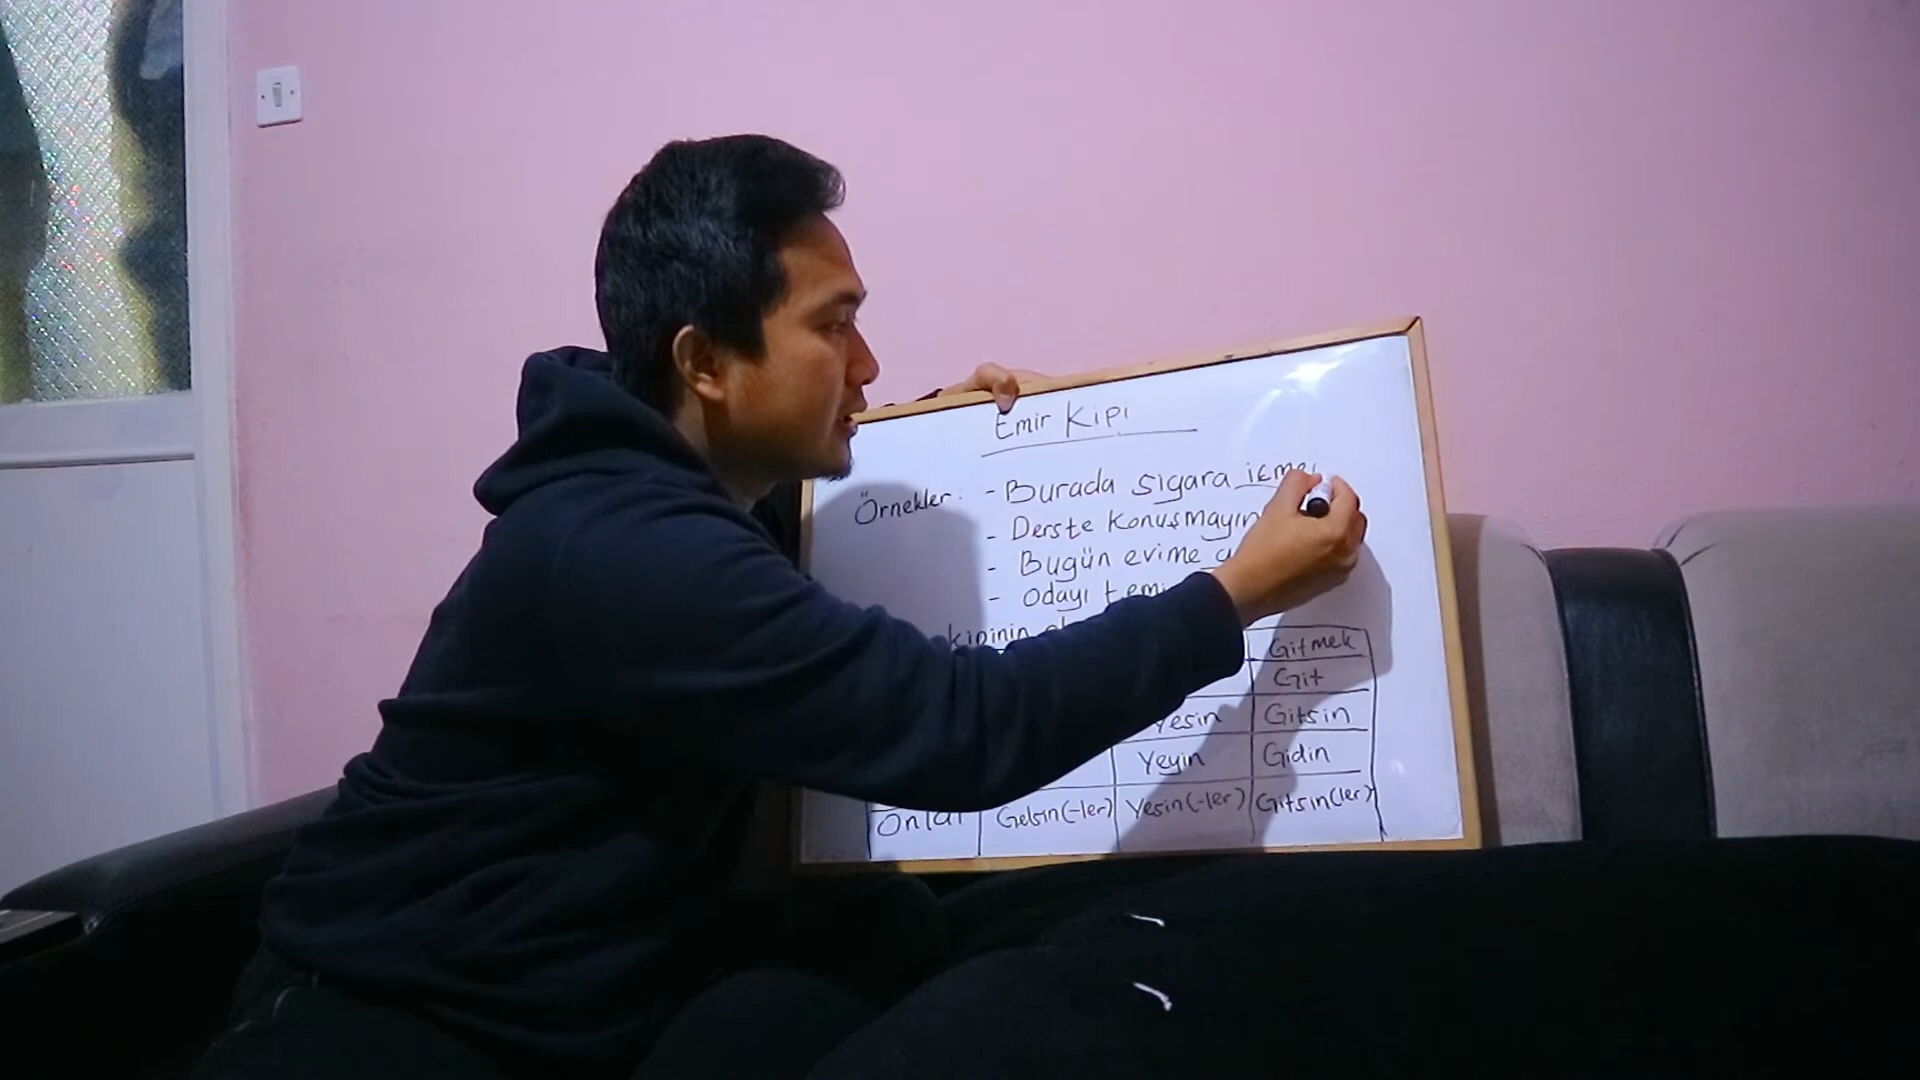 Emir Kipi
Örnekler: - Burada sigara
- Derste konuşmayın
- Bugün evime
- Odayı
kipinin
Gitmek
Git
Yesin Gitsin
Yeyin Gidin
Onlar Gelsin(-ler) Yesin(-ler) Gitsin(ler)